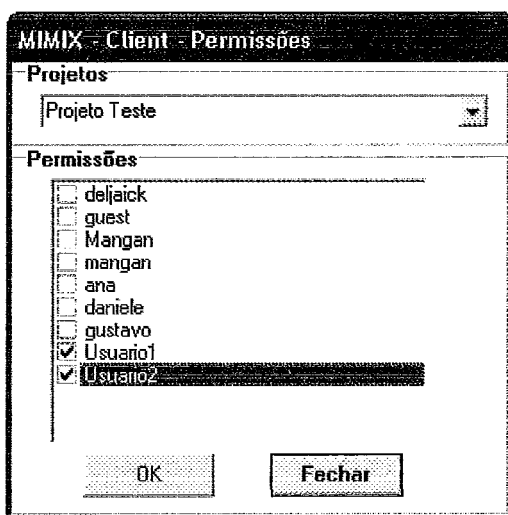 MIMIX - Client - Permissões
Projetos
Projeto Teste
Permissões
deljaick
guest
Mangan
mangan
ana
daniele
gustavo
Usuario1
Usuario2
OK
Fechar